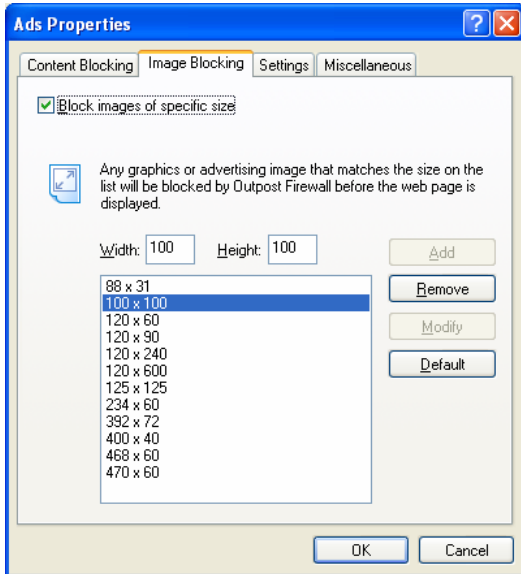 Ads Properties
Content Blocking Image Blocking Settings Miscellaneous
Block images of specific size
Any graphics or advertising image that matches the size on the
list will be blocked by Outpost Firewall before the web page is
displayed.
Width: 100 Height: 100 Add
88 x 31
100 x 100
120 x 60
120 x 90
120 x 240
120 x 600
125 x 125
234 x 60
392 x 72
400 x 40
468 x 60
470 x 60
Remove
Modify
Default
OK Cancel